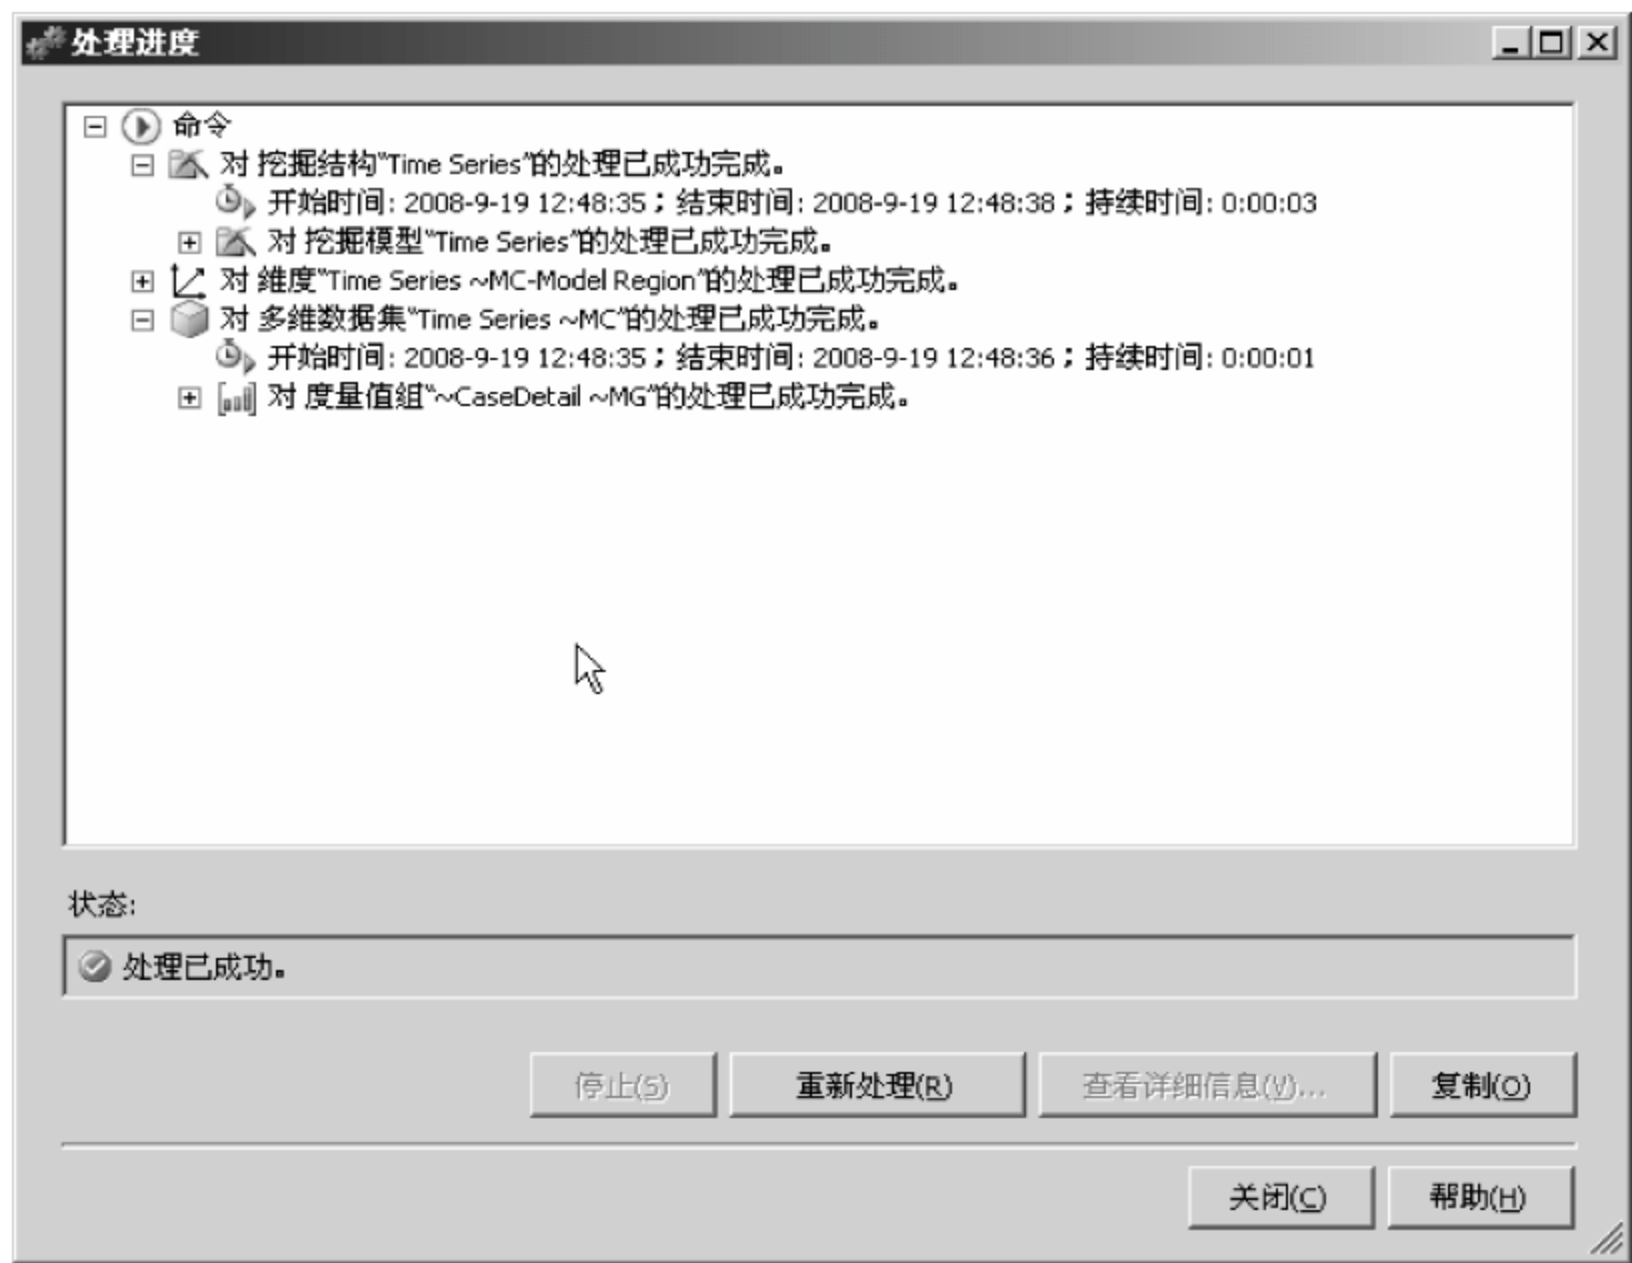 处理进度
命令
对 挖掘结构"Time Series"的处理已成功完成。
开始时间: 2008-9-19 12:48:35；结束时间: 2008-9-19 12:48:38；持续时间: 0:00:03
对 挖掘模型"Time Series"的处理已成功完成。
对 维度"Time Series ~MC-Model Region"的处理已成功完成。
对 多维数据集"Time Series ~MC"的处理已成功完成。
开始时间: 2008-9-19 12:48:35；结束时间: 2008-9-19 12:48:36；持续时间: 0:00:01
对 度量值组"~CaseDetail ~MG"的处理已成功完成。
状态:
处理已成功。
停止(S) 重新处理(R) 查看详细信息(V)... 复制(O)
关闭(C) 帮助(H)